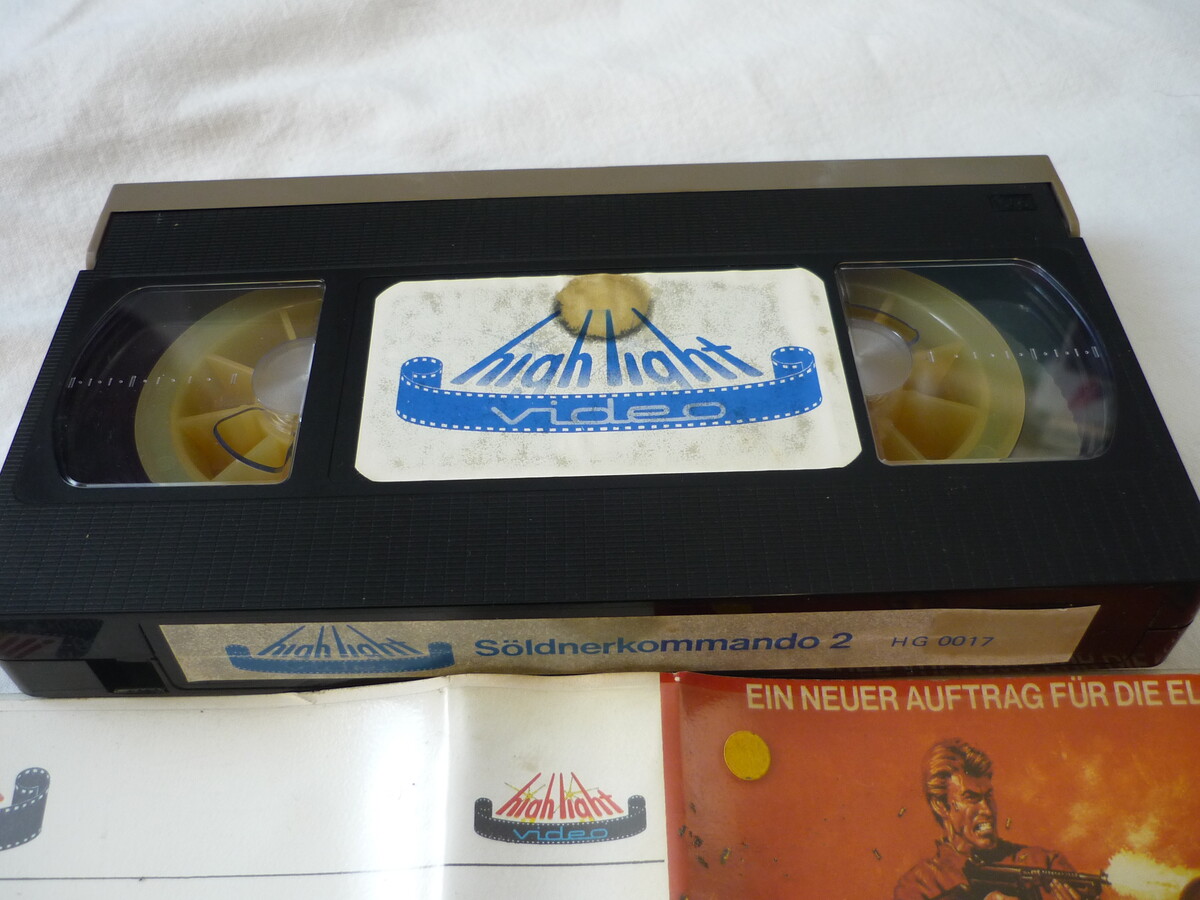 high light
video
high light
Söldnerkommando 2 HG 0017
EIN NEUER AUFTRAG FÜR DIE EL
high light
video